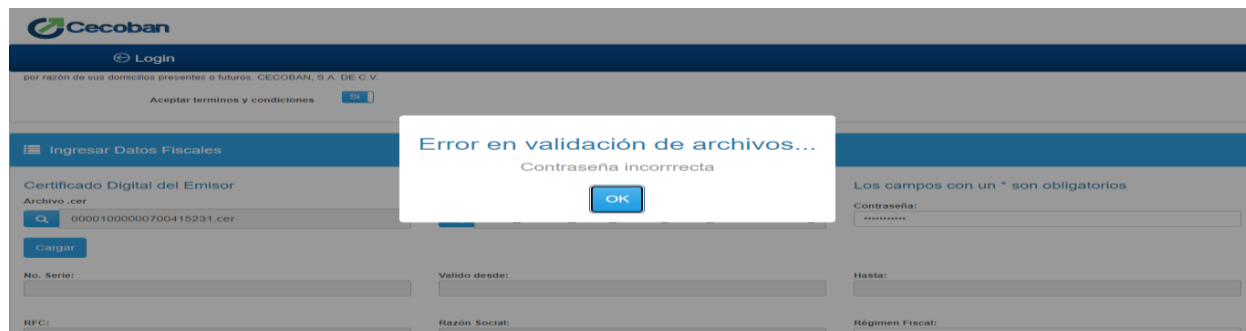 Cecoban
Login
por razón de sus domicilios presentes o futuros. CECOBAN, S.A. DE C.V.
Aceptar terminos y condiciones Si
Error en validación de archivos...
Contraseña incorrrecta
OK
Ingresar Datos Fiscales
Certificado Digital del Emisor
Los campos con un * son obligatorios
Archivo .cer
Contraseña:
00001000000700415231.cer
***********
Cargar
No. Serie:
Valido desde:
Hasta:
RFC:
Razón Social:
Régimen Fiscal: